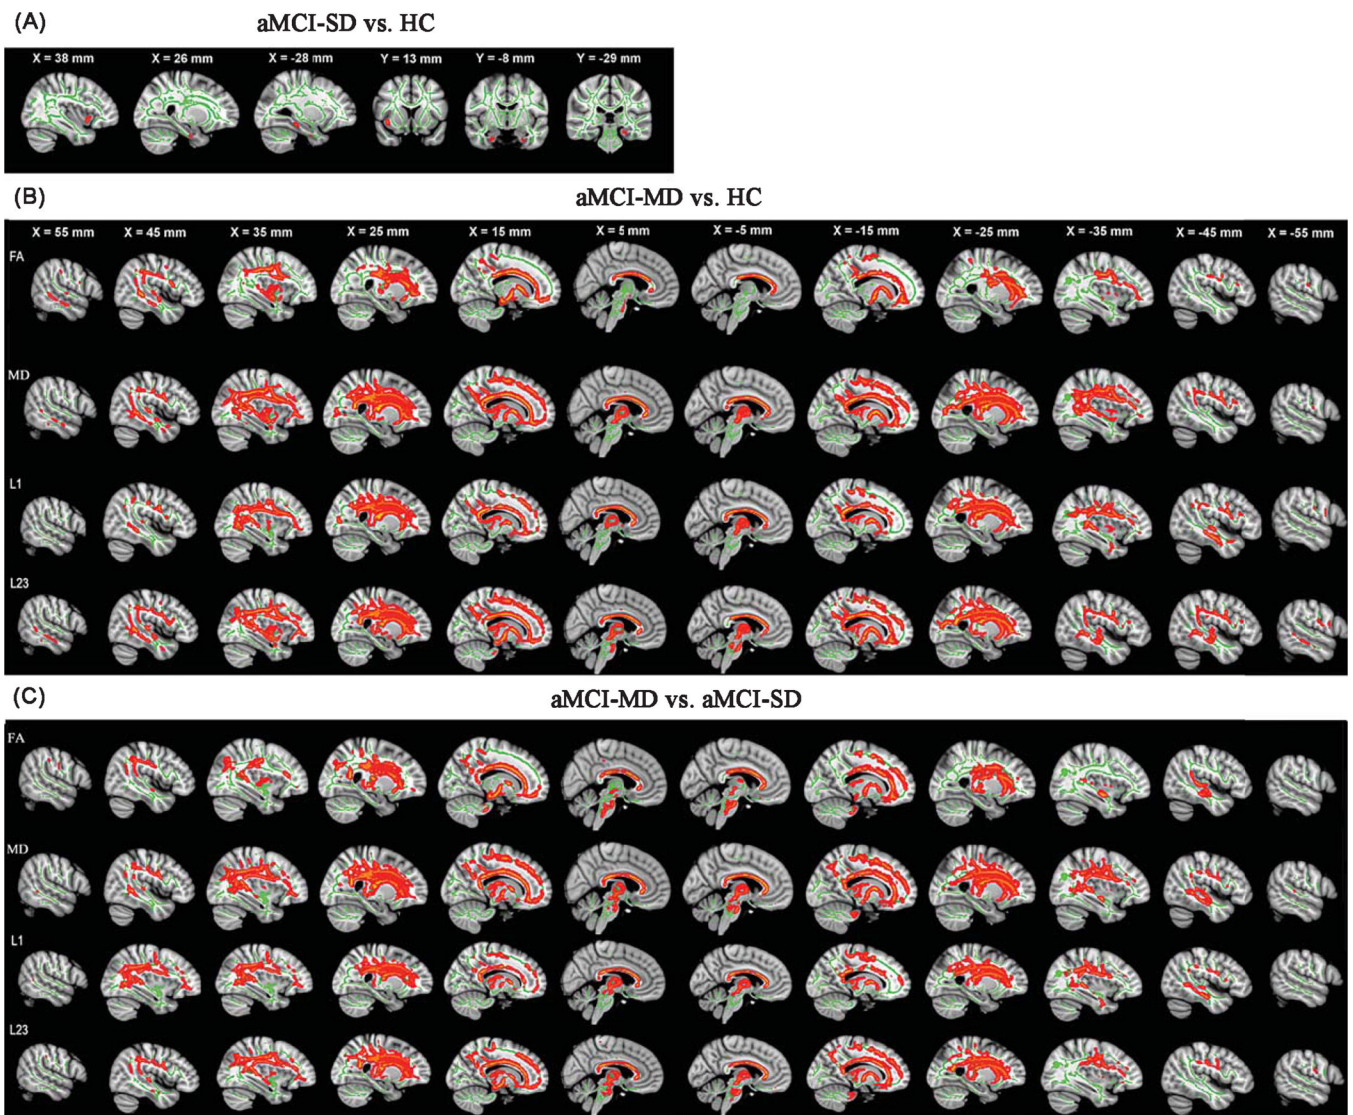 (A)
aMCI-SD vs. HC
X = 38 mm X = 26 mm X = -28 mm Y = 13 mm Y = -8 mm Y = -29 mm
(B)
aMCI-MD vs. HC
X = 55 mm X = 45 mm X = 35 mm X = 25 mm X = 15 mm X = 5 mm X = -5 mm X = -15 mm X = -25 mm X = -35 mm X = -45 mm X = -55 mm
FA
MD
L1
L23
(C)
aMCI-MD vs. aMCI-SD
FA
MD
L1
L23